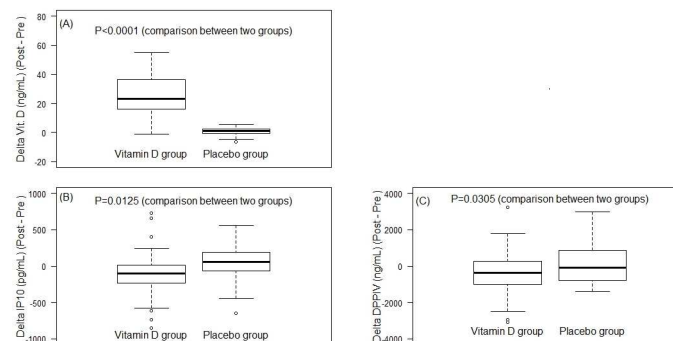 (A)
P<0.0001 (comparison between two groups)
Delta Vit. D (ng/mL) (Post - Pre )
80
60
40
20
0
-20
Vitamin D group Placebo group
(B)
P=0.0125 (comparison between two groups)
Delta IP10 (pg/mL) (Post - Pre )
1000
500
0
-500
-1000
Vitamin D group Placebo group
(C)
P=0.0305 (comparison between two groups)
Delta DPPIV (ng/mL) (Post - Pre )
4000
2000
0
-2000
-4000
Vitamin D group Placebo group